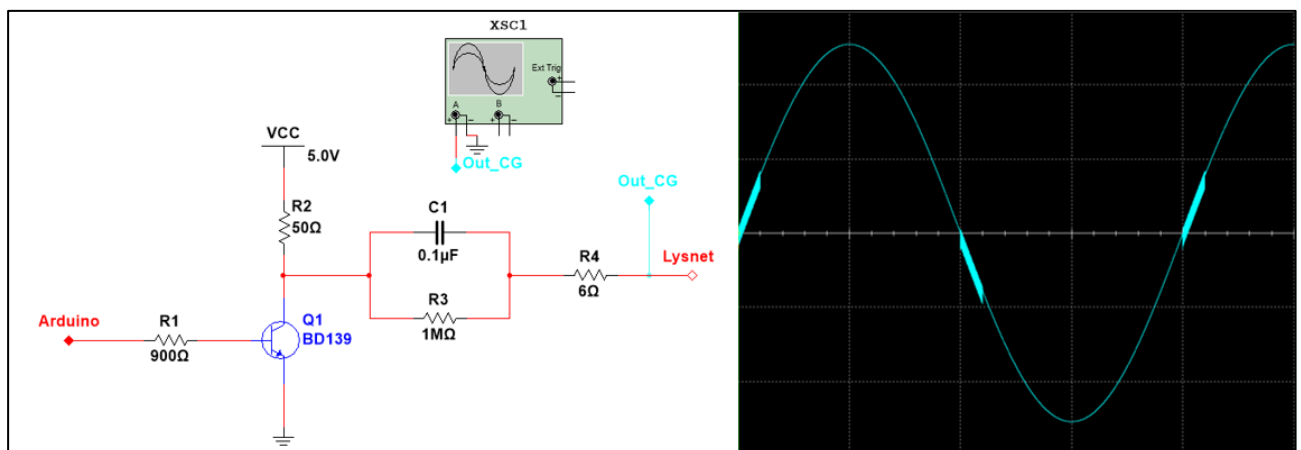 XSC1
Ext Trig
+
−
A
B
+
−
+
−
VCC
5.0V
Out_CG
Out_CG
R2
50Ω
C1
0.1µF
R4
6Ω
Lysnet
R3
1MΩ
Arduino
R1
900Ω
Q1
BD139